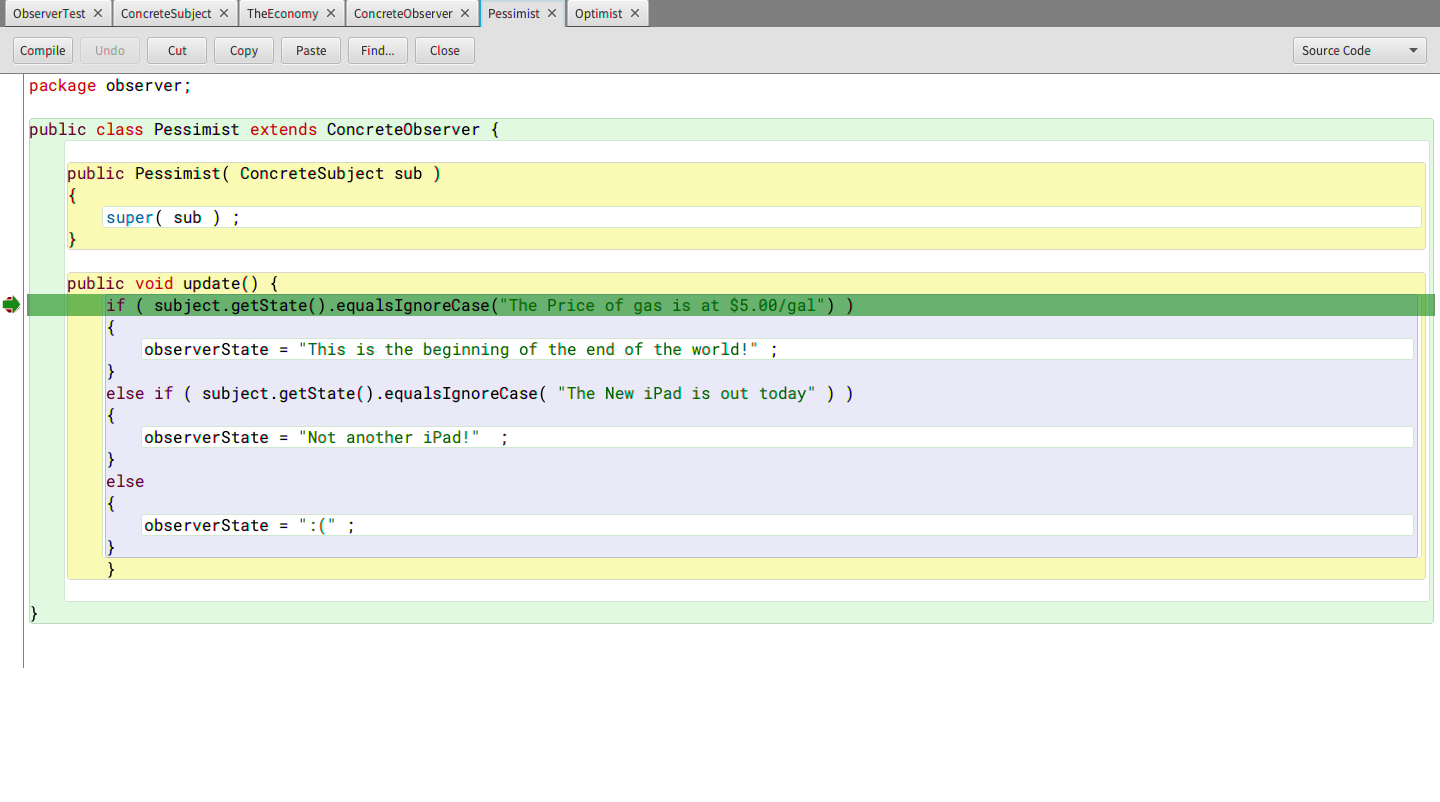 ObserverTest ConcreteSubject TheEconomy ConcreteObserver Pessimist Optimist
Compile Undo Cut Copy Paste Find... Close Source Code
package observer;
public class Pessimist extends ConcreteObserver {
public Pessimist( ConcreteSubject sub )
{
super( sub ) ;
}
public void update() {
if ( subject.getState().equalsIgnoreCase("The Price of gas is at $5.00/gal") )
{
observerState = "This is the beginning of the end of the world!" ;
}
else if ( subject.getState().equalsIgnoreCase( "The New iPad is out today" ) )
{
observerState = "Not another iPad!"  ;
}
else
{
observerState = ":(" ;
}
}
}